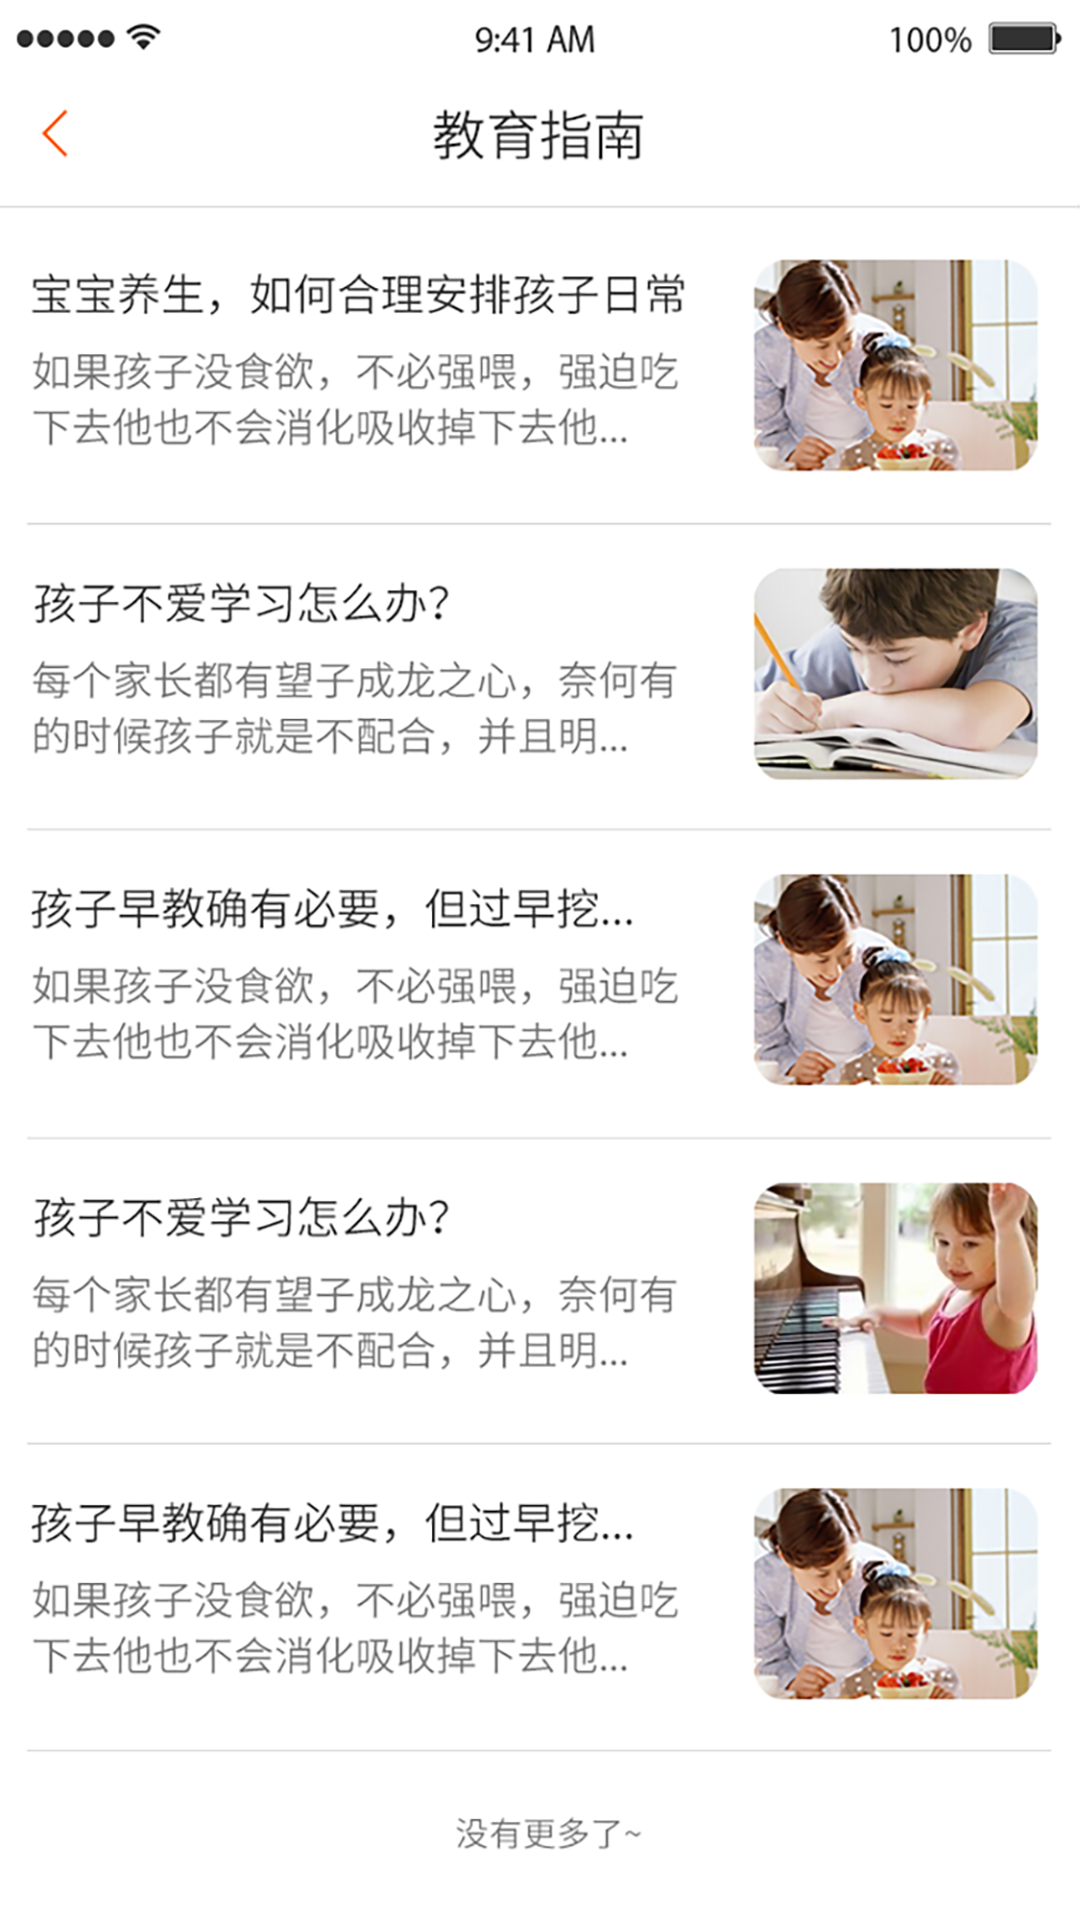 9:41 AM
100%
教育指南
宝宝养生，如何合理安排孩子日常
如果孩子没食欲，不必强喂，强迫吃
下去他也不会消化吸收掉下去他...
孩子不爱学习怎么办？
每个家长都有望子成龙之心，奈何有
的时候孩子就是不配合，并且明...
孩子早教确有必要，但过早挖...
如果孩子没食欲，不必强喂，强迫吃
下去他也不会消化吸收掉下去他...
孩子不爱学习怎么办？
每个家长都有望子成龙之心，奈何有
的时候孩子就是不配合，并且明...
孩子早教确有必要，但过早挖...
如果孩子没食欲，不必强喂，强迫吃
下去他也不会消化吸收掉下去他...
没有更多了~